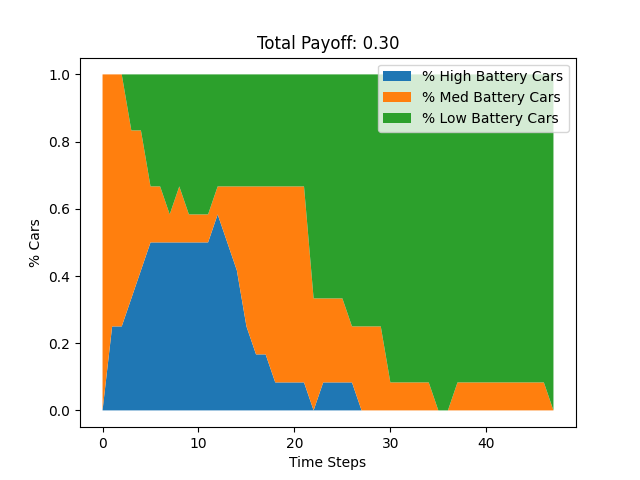 Total Payoff: 0.30
% High Battery Cars
% Med Battery Cars
% Low Battery Cars
1.0
0.8
0.6
0.4
0.2
0.0
% Cars
0
10
20
30
40
Time Steps